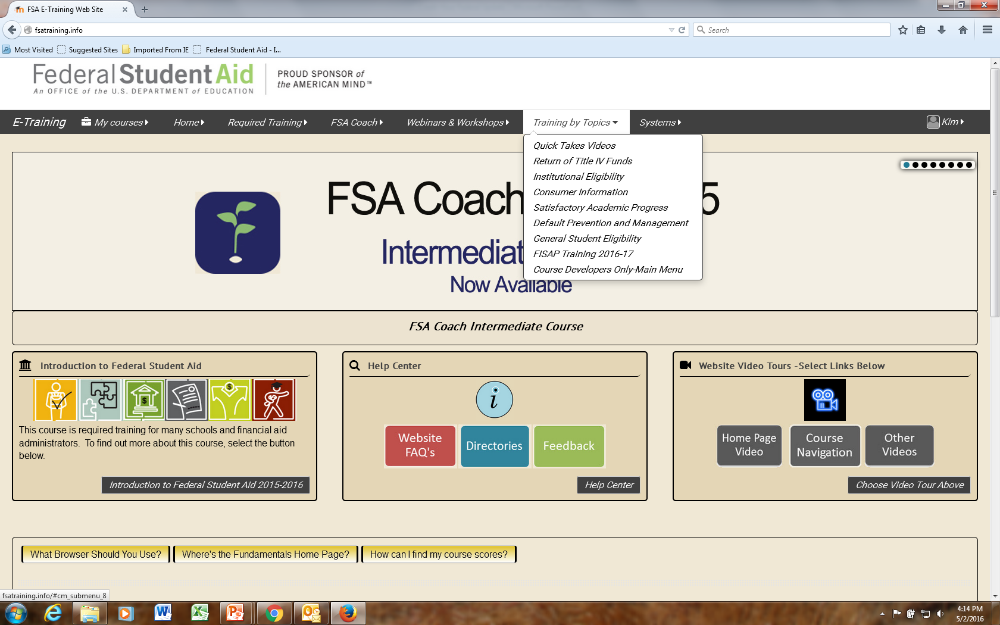 FSA E-Training Web Site
fsatraining.info
Search
Most Visited Suggested Sites Imported From IE Federal Student Aid - I...
Federal Student Aid
An OFFICE of the U.S. DEPARTMENT of EDUCATION
PROUD SPONSOR of
the AMERICAN MIND™
E-Training My courses Home Required Training FSA Coach Webinars & Workshops Training by Topics Systems Kim
Quick Takes Videos
Return of Title IV Funds
Institutional Eligibility
Consumer Information
Satisfactory Academic Progress
Default Prevention and Management
General Student Eligibility
FISAP Training 2016-17
Course Developers Only-Main Menu
FSA Coach 5
Intermediat
Now Available
FSA Coach Intermediate Course
Introduction to Federal Student Aid
This course is required training for many schools and financial aid
administrators. To find out more about this course, select the button
below.
Introduction to Federal Student Aid 2015-2016
Help Center
i
Website
FAQ's
Directories
Feedback
Help Center
Website Video Tours -Select Links Below
Home Page
Video
Course
Navigation
Other
Videos
Choose Video Tour Above
What Browser Should You Use? Where's the Fundamentals Home Page? How can I find my course scores?
fsatraining.info/#cm_submenu_8
4:14 PM
5/2/2016